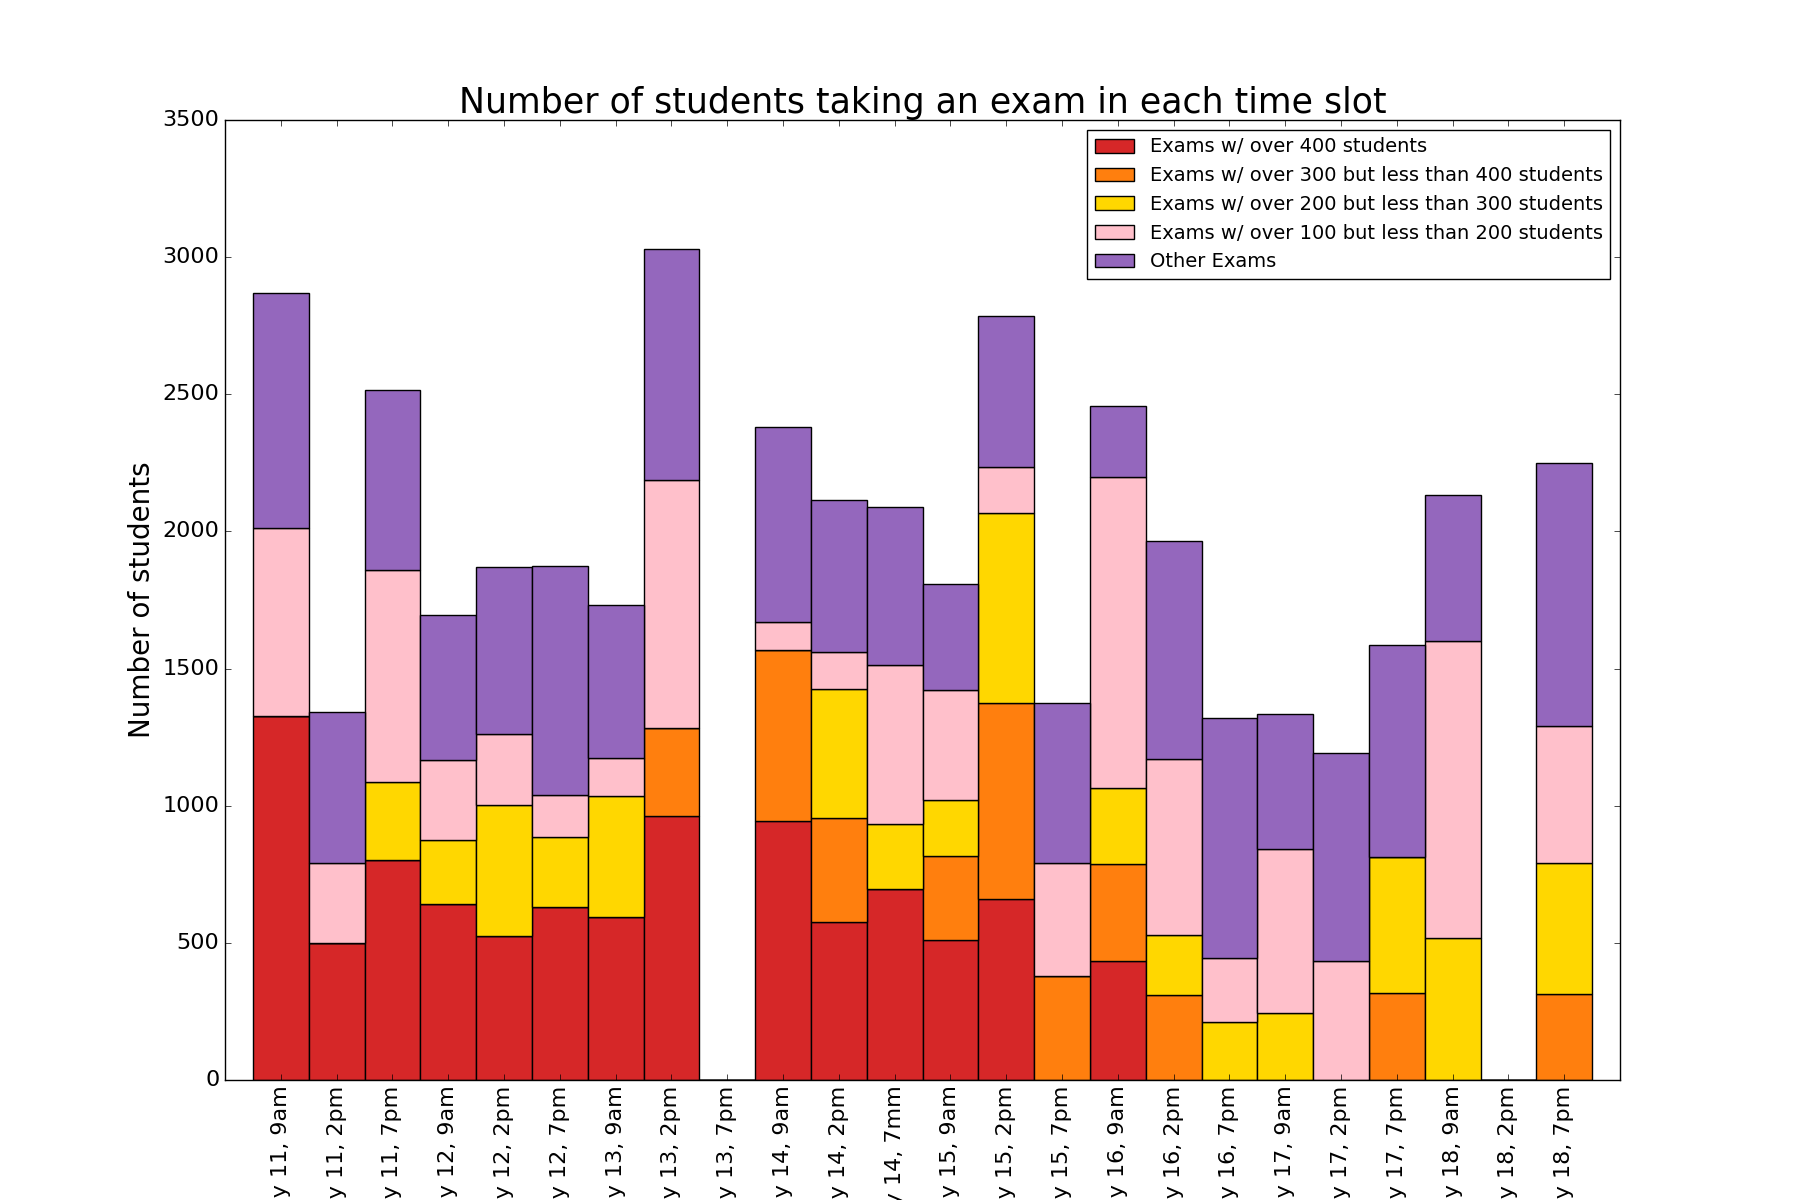 Number of students taking an exam in each time slot
Number of students
3500
3000
2500
2000
1500
1000
500
0
Exams w/ over 400 students
Exams w/ over 300 but less than 400 students
Exams w/ over 200 but less than 300 students
Exams w/ over 100 but less than 200 students
Other Exams
y 11, 9am
y 11, 2pm
y 11, 7pm
y 12, 9am
y 12, 2pm
y 12, 7pm
y 13, 9am
y 13, 2pm
y 13, 7pm
y 14, 9am
y 14, 2pm
y 14, 7mm
y 15, 9am
y 15, 2pm
y 15, 7pm
y 16, 9am
y 16, 2pm
y 16, 7pm
y 17, 9am
y 17, 2pm
y 17, 7pm
y 18, 9am
y 18, 2pm
y 18, 7pm